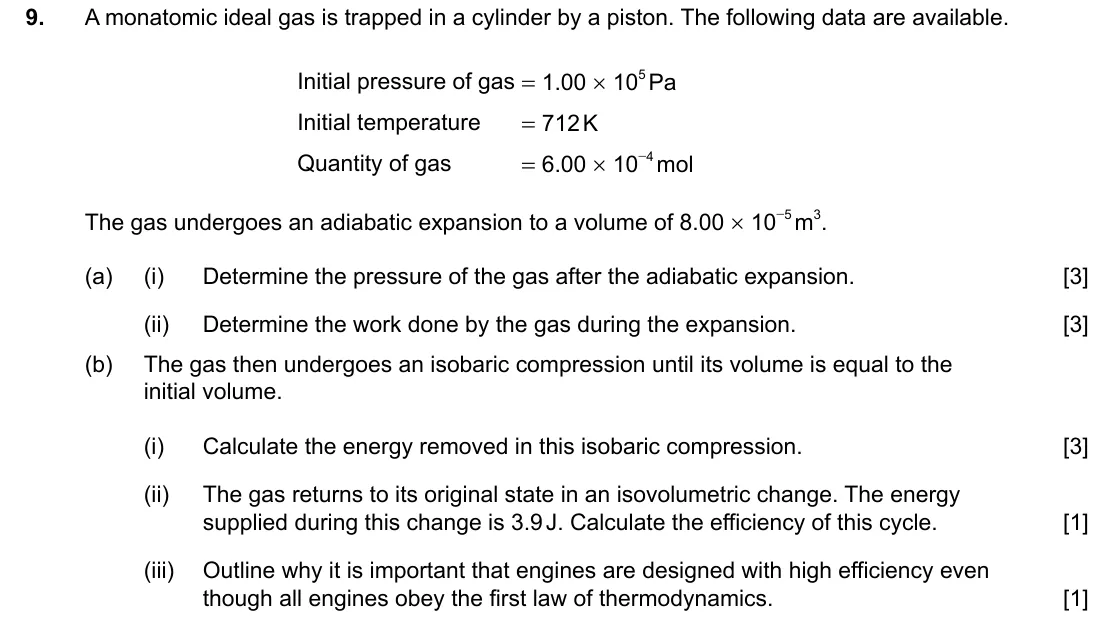 9. A monatomic ideal gas is trapped in a cylinder by a piston. The following data are available.
Initial pressure of gas = 1.00 × 10⁵ Pa
Initial temperature = 712 K
Quantity of gas = 6.00 × 10⁻⁴ mol
The gas undergoes an adiabatic expansion to a volume of 8.00 × 10⁻⁵ m³.
(a) (i) Determine the pressure of the gas after the adiabatic expansion. [3]
(ii) Determine the work done by the gas during the expansion. [3]
(b) The gas then undergoes an isobaric compression until its volume is equal to the
initial volume.
(i) Calculate the energy removed in this isobaric compression. [3]
(ii) The gas returns to its original state in an isovolumetric change. The energy
supplied during this change is 3.9 J. Calculate the efficiency of this cycle. [1]
(iii) Outline why it is important that engines are designed with high efficiency even
though all engines obey the first law of thermodynamics. [1]